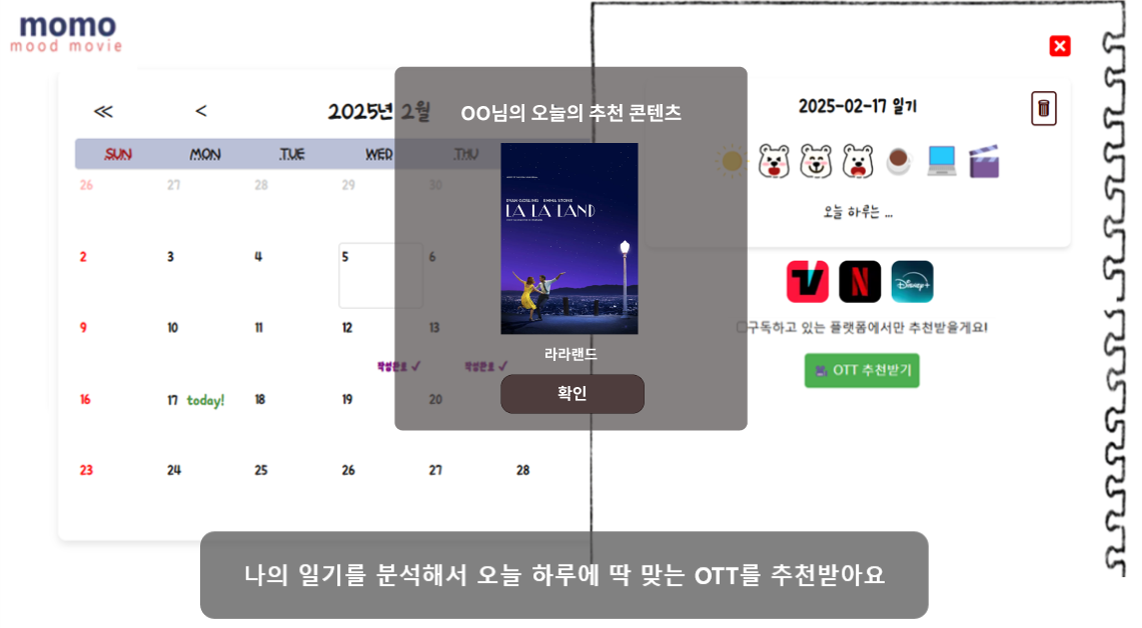 momo
mood movie
≪ < 2025년 2월
SUN MON TUE WED THU
26 27 28 29 30
2 3 4 5 6
9 10 11 12 13
작성완료 ✓ 작성완료 ✓
16 17 today! 18 19 20
23 24 25 26 27 28
OO님의 오늘의 추천 콘텐츠
RYAN GOSLING EMMA STONE
LA LA LAND
라라랜드
확인
2025-02-17 일기
오늘 하루는 ...
TV N Disney+
구독하고 있는 플랫폼에서만 추천받을게요!
OTT 추천받기
나의 일기를 분석해서 오늘 하루에 딱 맞는 OTT를 추천받아요